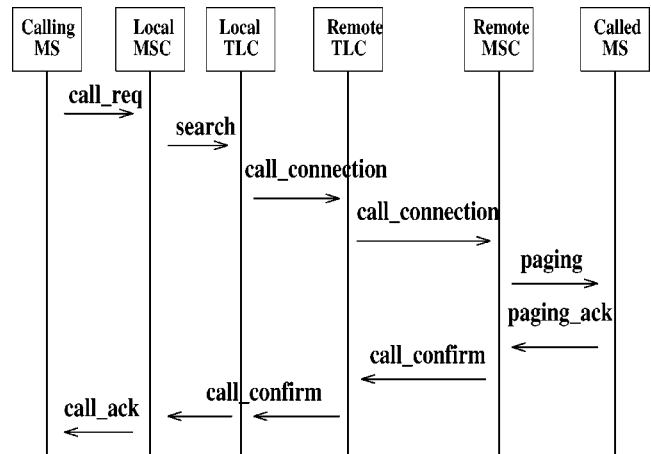 Calling
MS
Local
MSC
Local
TLC
Remote
TLC
Remote
MSC
Called
MS
call_req
search
call_connection
call_connection
paging
paging_ack
call_confirm
call_confirm
call_ack